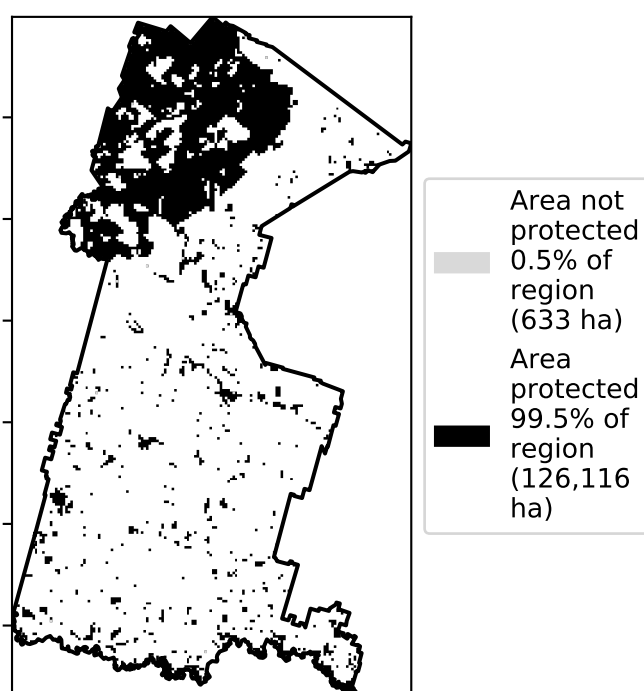 Area not
protected
0.5% of
region
(633 ha)
Area
protected
99.5% of
region
(126,116
ha)